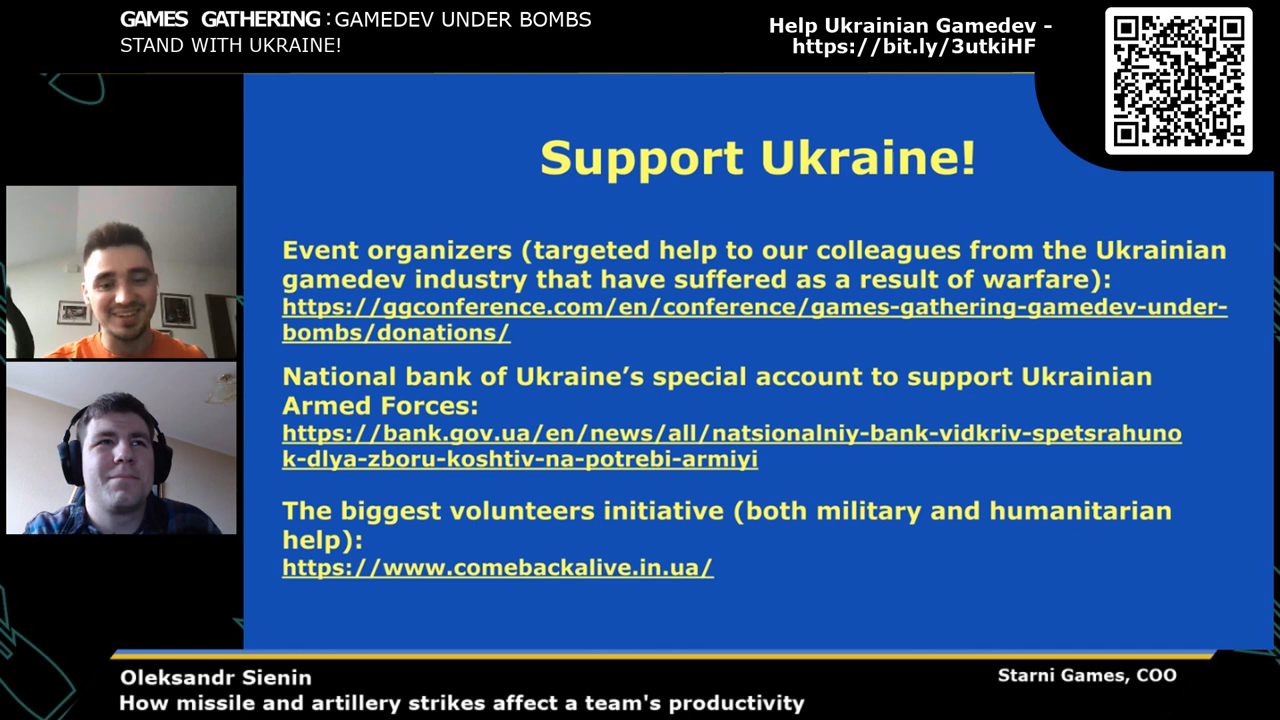 GAMES GATHERING : GAMEDEV UNDER BOMBS
STAND WITH UKRAINE!
Help Ukrainian Gamedev -
https://bit.ly/3utkiHF
Support Ukraine!
Event organizers (targeted help to our colleagues from the Ukrainian
gamedev industry that have suffered as a result of warfare):
https://ggconference.com/en/conference/games-gathering-gamedev-under-
bombs/donations/
National bank of Ukraine’s special account to support Ukrainian
Armed Forces:
https://bank.gov.ua/en/news/all/natsionalniy-bank-vidkriv-spetsrahuno
k-dlya-zboru-koshtiv-na-potrebi-armiyi
The biggest volunteers initiative (both military and humanitarian
help):
https://www.comebackalive.in.ua/
Oleksandr Sienin
How missile and artillery strikes affect a team's productivity
Starni Games, COO